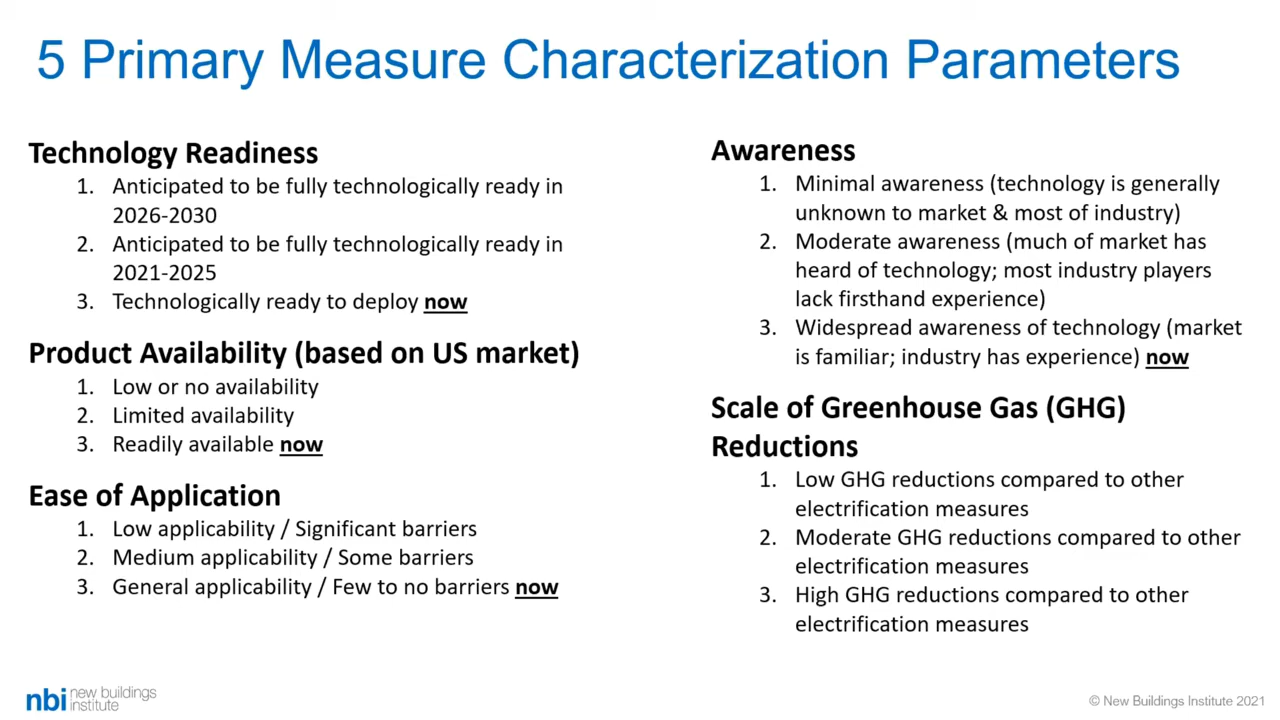 5 Primary Measure Characterization Parameters
Technology Readiness
1. Anticipated to be fully technologically ready in
2026-2030
2. Anticipated to be fully technologically ready in
2021-2025
3. Technologically ready to deploy now
Product Availability (based on US market)
1. Low or no availability
2. Limited availability
3. Readily available now
Ease of Application
1. Low applicability / Significant barriers
2. Medium applicability / Some barriers
3. General applicability / Few to no barriers now
Awareness
1. Minimal awareness (technology is generally
unknown to market & most of industry)
2. Moderate awareness (much of market has
heard of technology; most industry players
lack firsthand experience)
3. Widespread awareness of technology (market
is familiar; industry has experience) now
Scale of Greenhouse Gas (GHG)
Reductions
1. Low GHG reductions compared to other
electrification measures
2. Moderate GHG reductions compared to other
electrification measures
3. High GHG reductions compared to other
electrification measures
nbi new buildings
institute
© New Buildings Institute 2021